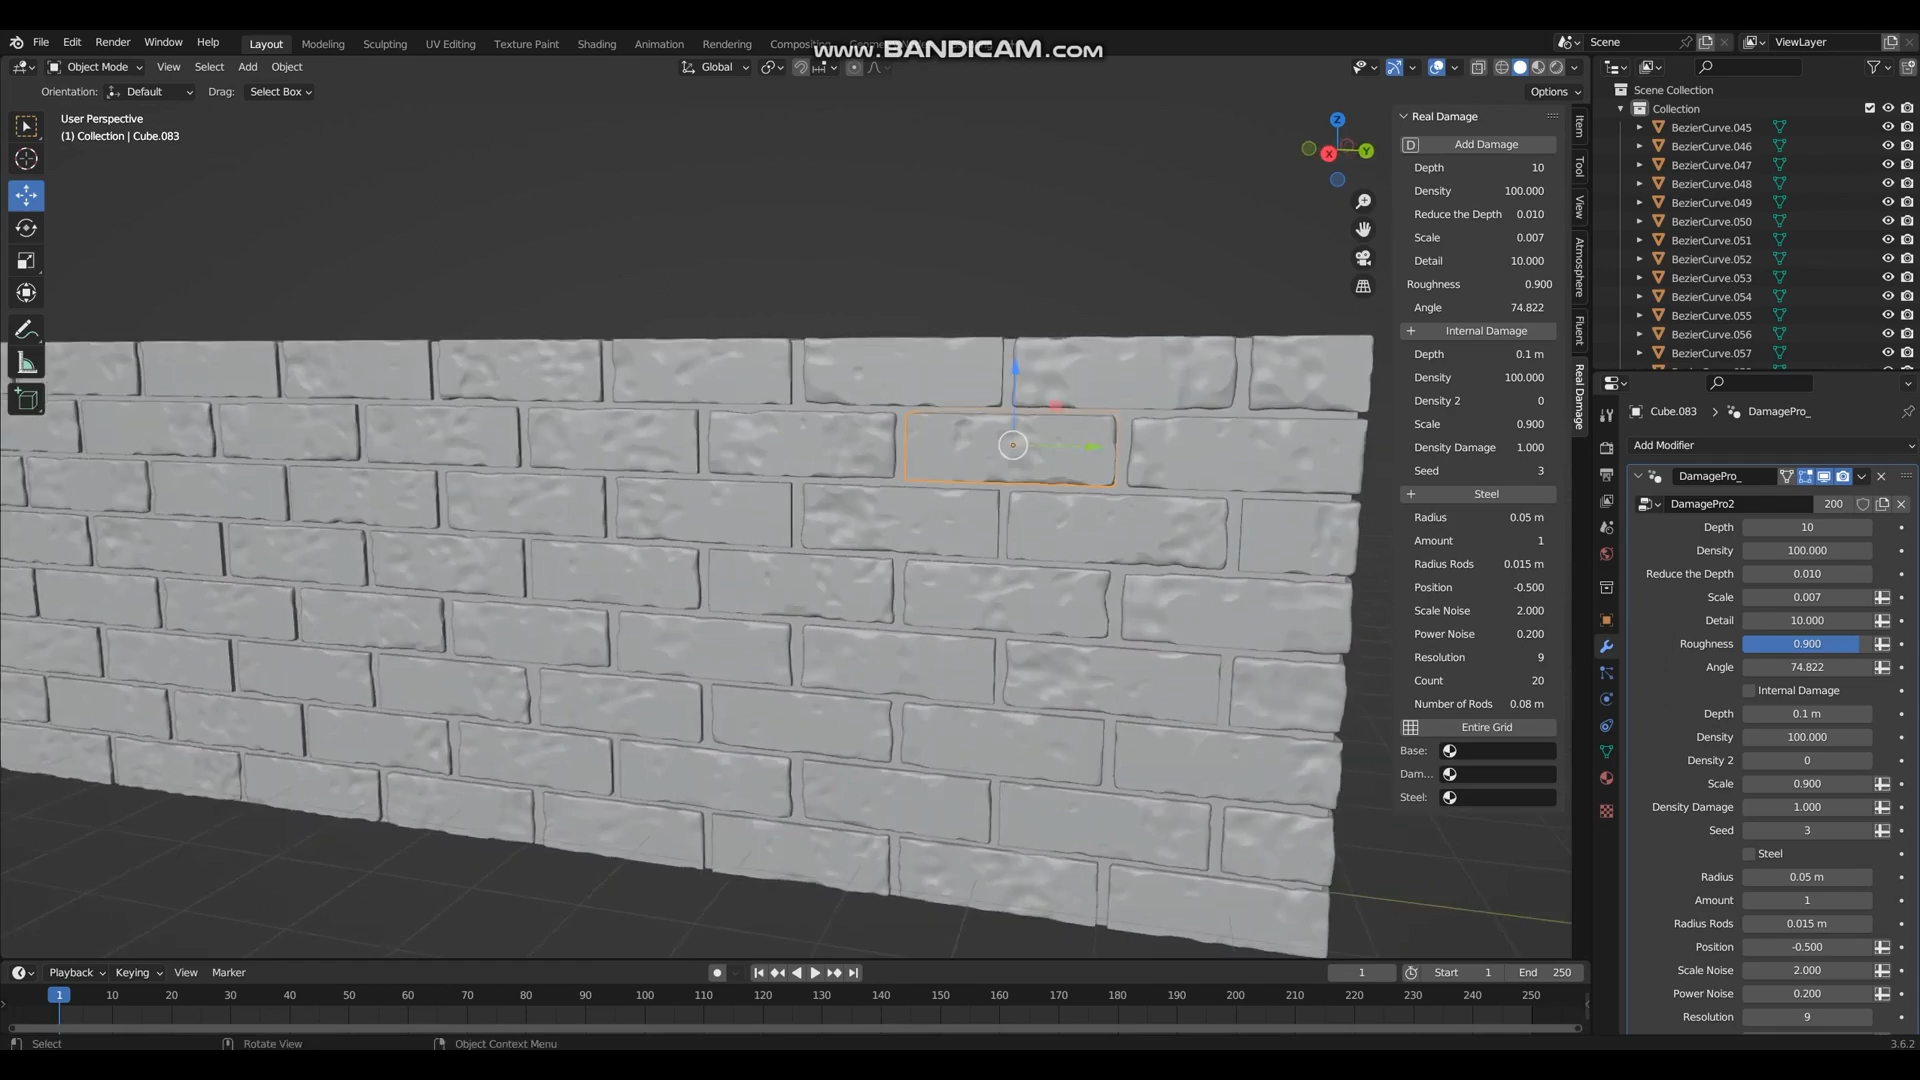 www.BANDICAM.com
File Edit Render Window Help Layout Modeling Sculpting UV Editing Texture Paint Shading Animation Rendering Scene ViewLayer
Object Mode View Select Add Object Global
Orientation: Default Drag: Select Box Options
User Perspective
(1) Collection | Cube.083
Z
X
Y
Real Damage
D Add Damage
Depth 10
Density 100.000
Reduce the Depth 0.010
Scale 0.007
Detail 10.000
Roughness 0.900
Angle 74.822
Internal Damage
Depth 0.1 m
Density 100.000
Density 2 0
Scale 0.900
Density Damage 1.000
Seed 3
Steel
Radius 0.05 m
Amount 1
Radius Rods 0.015 m
Position -0.500
Scale Noise 2.000
Power Noise 0.200
Resolution 9
Count 20
Number of Rods 0.08 m
Entire Grid
Base:
Dam...
Steel:
Item
Tool
View
Atmosphere
Fluent
Real Damage
Scene Collection
Collection
BezierCurve.045
BezierCurve.046
BezierCurve.047
BezierCurve.048
BezierCurve.049
BezierCurve.050
BezierCurve.051
BezierCurve.052
BezierCurve.053
BezierCurve.054
BezierCurve.055
BezierCurve.056
BezierCurve.057
Cube.083 > DamagePro_
Add Modifier
DamagePro_
DamagePro2 200
Depth 10
Density 100.000
Reduce the Depth 0.010
Scale 0.007
Detail 10.000
Roughness 0.900
Angle 74.822
Internal Damage
Depth 0.1 m
Density 100.000
Density 2 0
Scale 0.900
Density Damage 1.000
Seed 3
Steel
Radius 0.05 m
Amount 1
Radius Rods 0.015 m
Position -0.500
Scale Noise 2.000
Power Noise 0.200
Resolution 9
Playback Keying View Marker 1 Start 1 End 250
1 10 20 30 40 50 60 70 80 90 100 110 120 130 140 150 160 170 180 190 200 210 220 230 240 250
Select Rotate View Object Context Menu 3.6.2